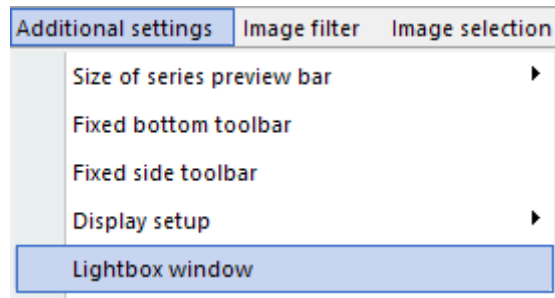 Additional settings Image filter Image selection
Size of series preview bar
Fixed bottom toolbar
Fixed side toolbar
Display setup
Lightbox window